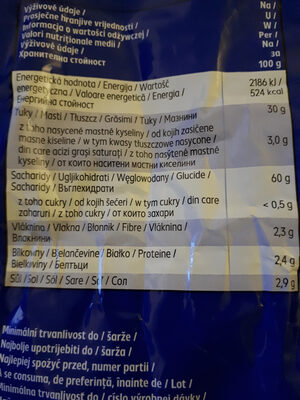 Výživové údaje /
Prosječne hranjive vrijednosti /
Informacja o wartości odżywczej /
Valori nutriționale medii /
Výživové údaje /
Хранителна стойност
Na /
U /
W /
Per /
Na /
за
100 g
Energetická hodnota / Energija / Wartość
energetyczna / Valoare energetică / Energia /
Енергийна стойност
2186 kJ /
524 kcal
Tuky / Masti / Tłuszcz / Grăsimi / Tuky / Мазнини
30 g
z toho nasycené mastné kyseliny / od kojih zasićene
masne kiseline / w tym kwasy tłuszczowe nasycone /
din care acizi grași saturați / z toho nasýtené mastné
kyseliny / от които наситени мастни киселини
3,0 g
Sacharidy / Ugljikohidrati / Węglowodany / Glucide /
Sacharidy / Въглехидрати
60 g
z toho cukry / od kojih šećeri / w tym cukry / din care
zaharuri / z toho cukry / от които захари
< 0,5 g
Vláknina / Vlakna / Błonnik / Fibre / Vláknina /
Влакнини
2,3 g
Bílkoviny / Bjelančevine / Białko / Proteine /
Bielkoviny / Белтъци
2,4 g
Sůl / Sol / Sól / Sare / Soľ / Сол
2,9 g
Minimální trvanlivost do / šarže /
Najbolje upotrijebiti do / šarža /
Najlepiej spożyć przed, numer partii /
A se consuma, de preferință, înainte de / Lot /
Minimálna trvanlivosť do / číslo výrobnej dávky /